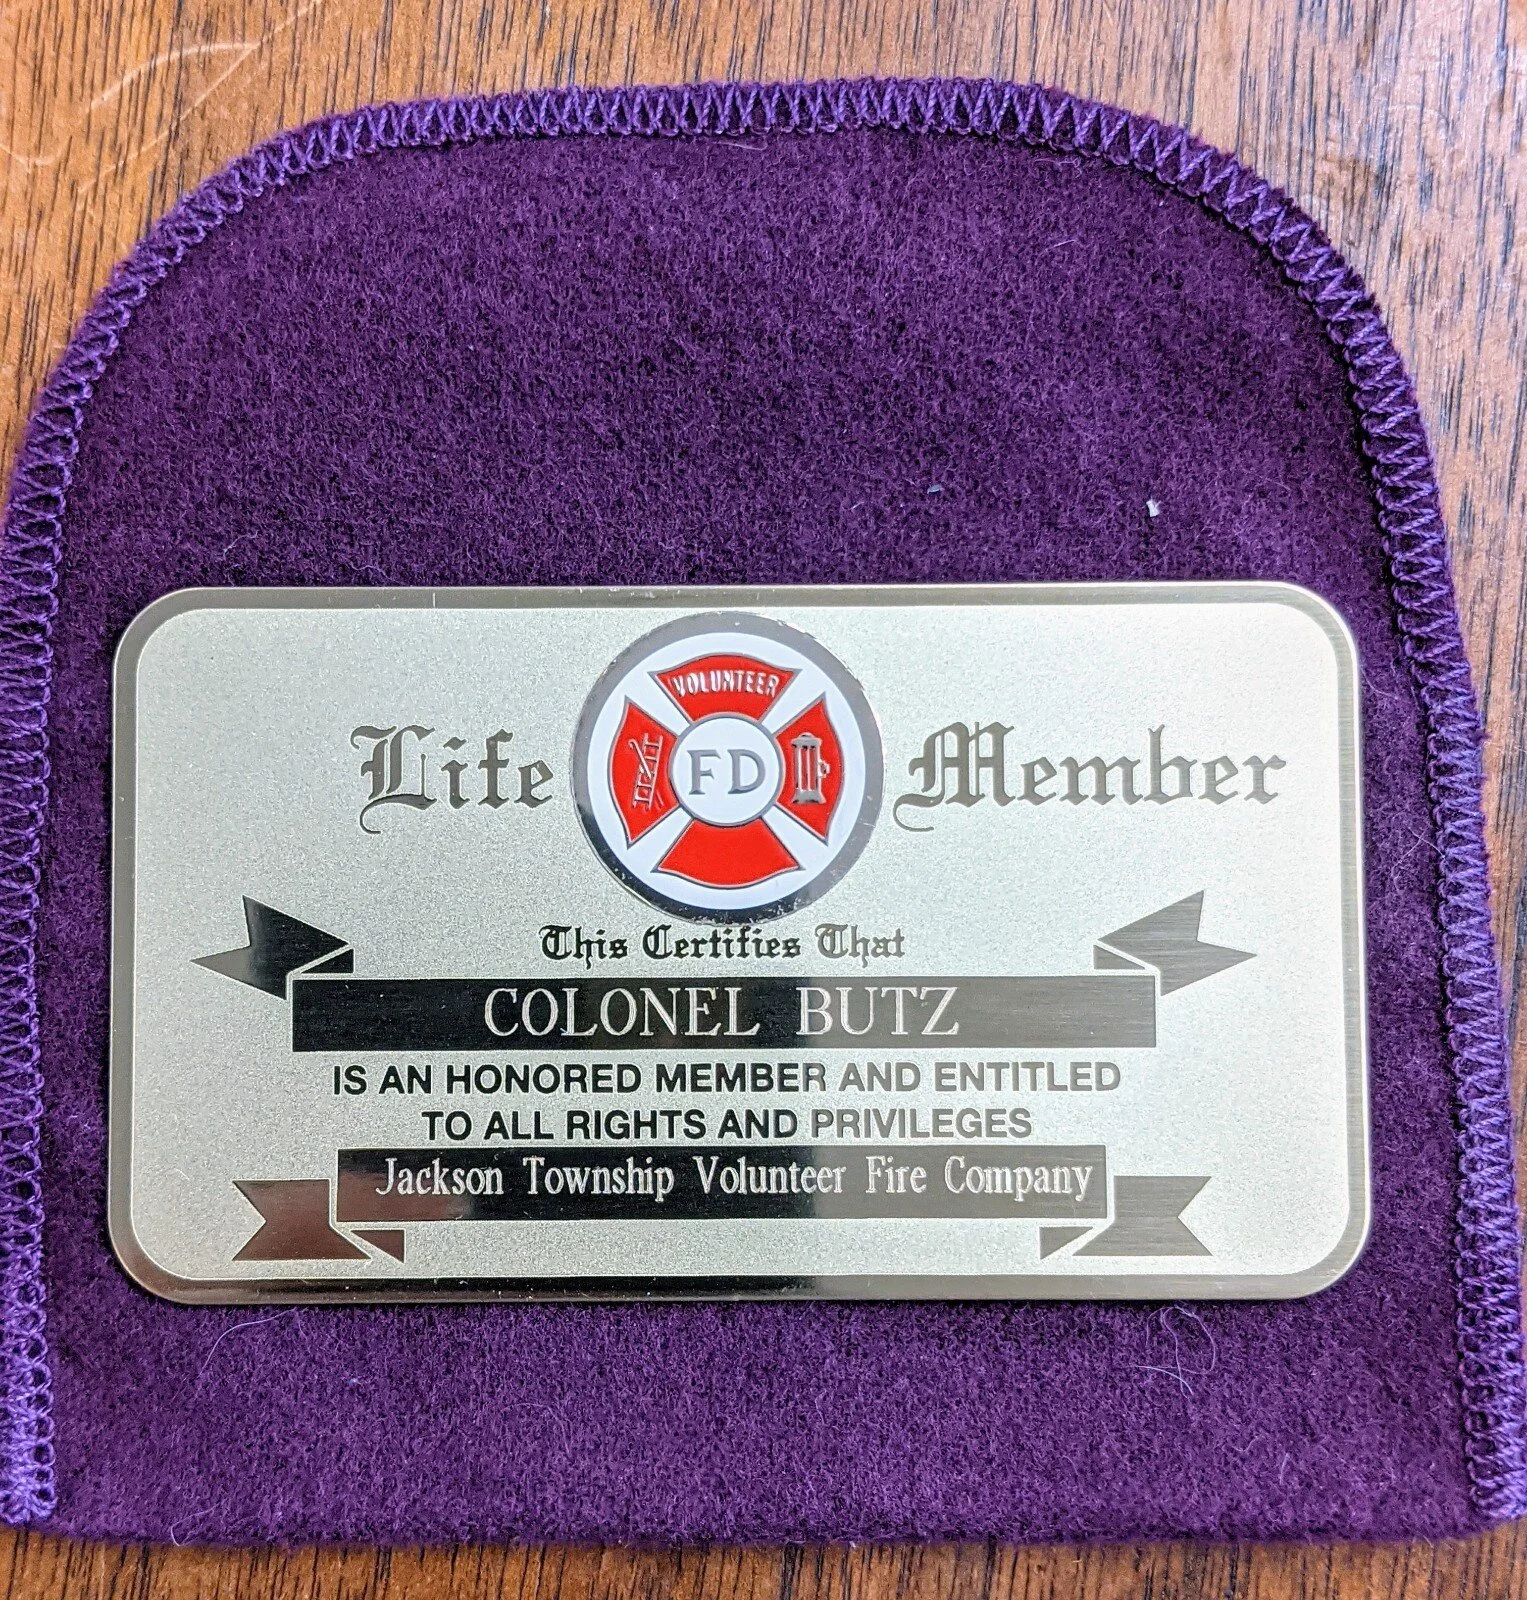 VOLUNTEER
Life FD Member
This Certifies That
COLONEL BUTZ
IS AN HONORED MEMBER AND ENTITLED
TO ALL RIGHTS AND PRIVILEGES
Jackson Township Volunteer Fire Company